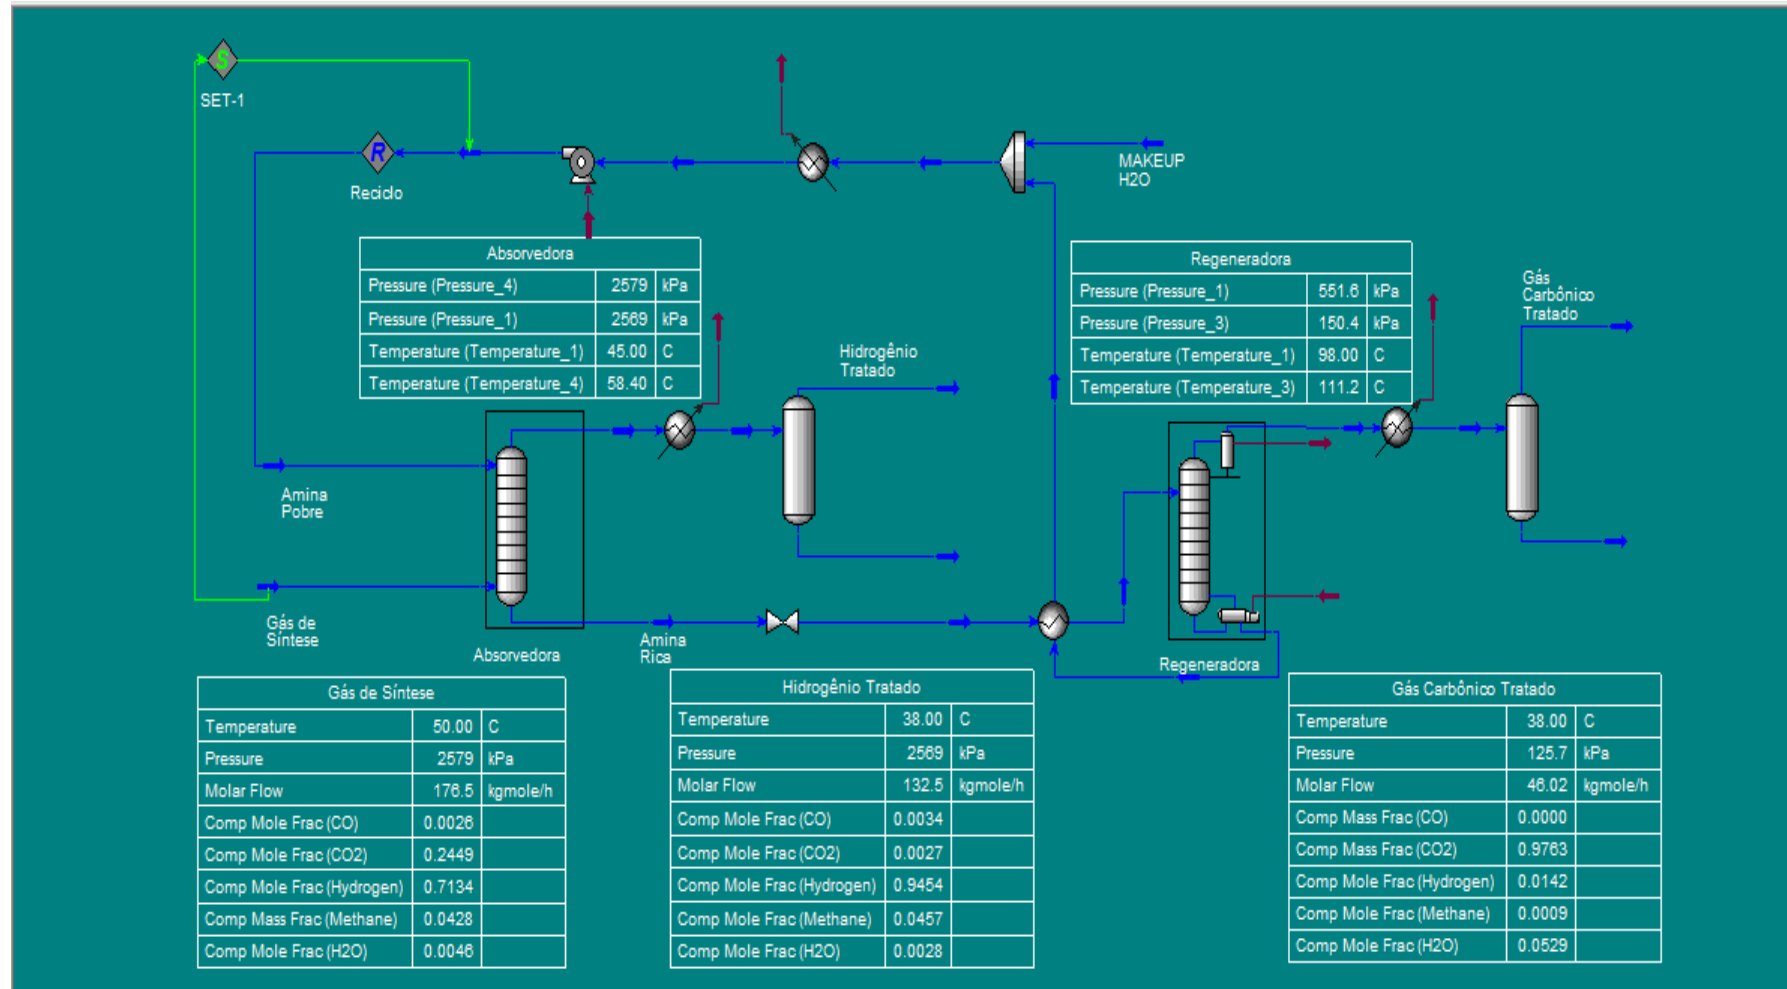 S
SET-1
R
Reciclo
MAKEUP
H2O
Absorvedora
Pressure (Pressure_4) 2579 kPa
Pressure (Pressure_1) 2569 kPa
Temperature (Temperature_1) 45.00 C
Temperature (Temperature_4) 58.40 C
Regeneradora
Pressure (Pressure_1) 551.6 kPa
Pressure (Pressure_3) 150.4 kPa
Temperature (Temperature_1) 98.00 C
Temperature (Temperature_3) 111.2 C
Gás
Carbônico
Tratado
Hidrogênio
Tratado
Amina
Pobre
Gás de
Síntese
Absorvedora
Amina
Rica
Regeneradora
Gás de Síntese
Temperature 50.00 C
Pressure 2579 kPa
Molar Flow 176.5 kgmole/h
Comp Mole Frac (CO) 0.0026
Comp Mole Frac (CO2) 0.2449
Comp Mole Frac (Hydrogen) 0.7134
Comp Mass Frac (Methane) 0.0428
Comp Mole Frac (H2O) 0.0046
Hidrogênio Tratado
Temperature 38.00 C
Pressure 2569 kPa
Molar Flow 132.5 kgmole/h
Comp Mole Frac (CO) 0.0034
Comp Mole Frac (CO2) 0.0027
Comp Mole Frac (Hydrogen) 0.9454
Comp Mole Frac (Methane) 0.0457
Comp Mole Frac (H2O) 0.0028
Gás Carbônico Tratado
Temperature 38.00 C
Pressure 125.7 kPa
Molar Flow 46.02 kgmole/h
Comp Mass Frac (CO) 0.0000
Comp Mass Frac (CO2) 0.9763
Comp Mole Frac (Hydrogen) 0.0142
Comp Mole Frac (Methane) 0.0009
Comp Mole Frac (H2O) 0.0529